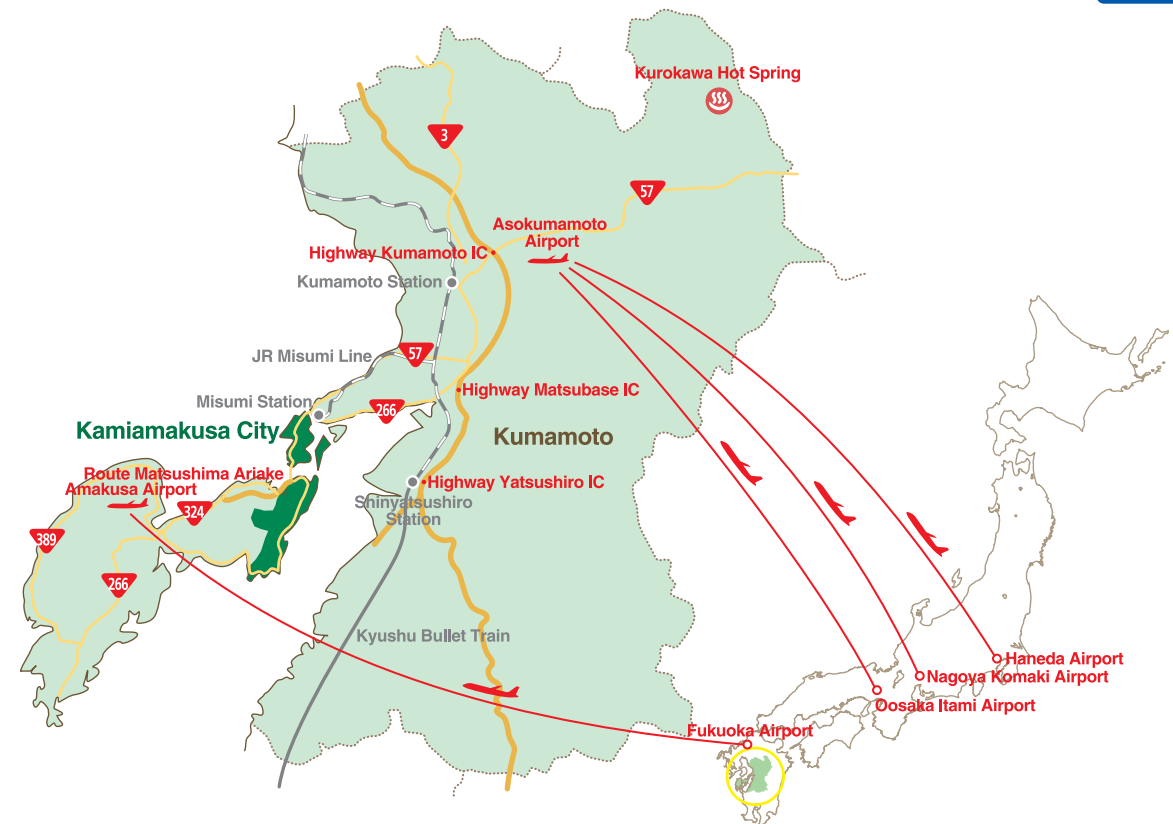 Kurokawa Hot Spring
3
57
Asokumamoto
Airport
Highway Kumamoto IC
Kumamoto Station
JR Misumi Line
57
Highway Matsubase IC
Misumi Station
266
Kamiamakusa City
Kumamoto
Route Matsushima Ariake
Amakusa Airport
Highway Yatsushiro IC
Shinyatsushiro
Station
324
389
266
Kyushu Bullet Train
Haneda Airport
Nagoya Komaki Airport
Oosaka Itami Airport
Fukuoka Airport